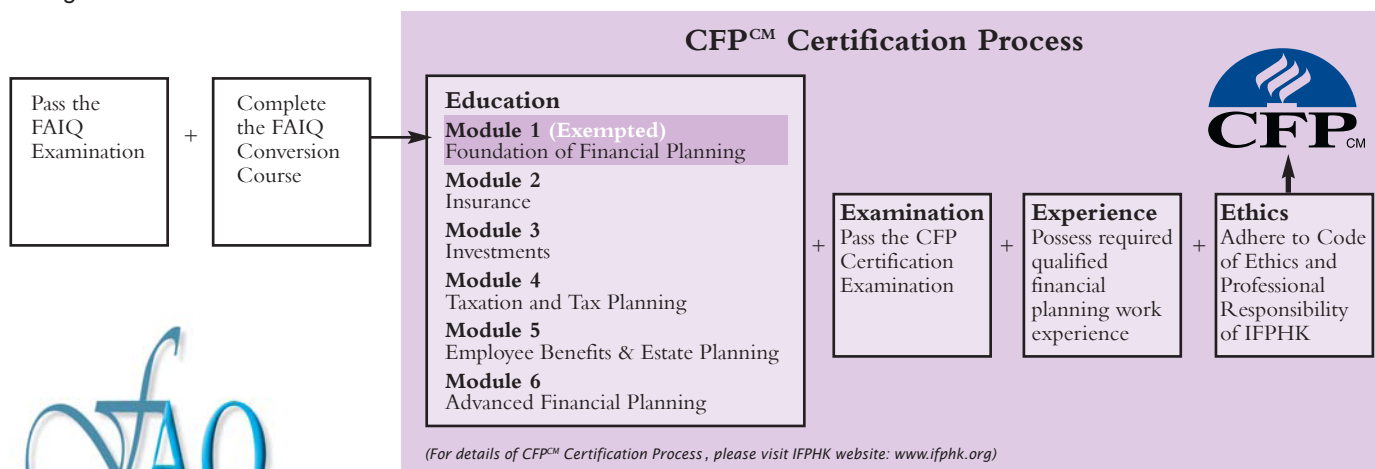 CFP^CM Certification Process
Pass the
FAIQ
Examination
+
Complete
the FAIQ
Conversion
Course
Education
Module 1 (Exempted)
Foundation of Financial Planning
Module 2
Insurance
Module 3
Investments
Module 4
Taxation and Tax Planning
Module 5
Employee Benefits & Estate Planning
Module 6
Advanced Financial Planning
+
Examination
Pass the CFP
Certification
Examination
+
Experience
Possess required
qualified
financial
planning work
experience
+
Ethics
Adhere to Code
of Ethics and
Professional
Responsibility
of IFPHK
CFP CM
(For details of CFP^CM Certification Process, please visit IFPHK website: www.ifphk.org)